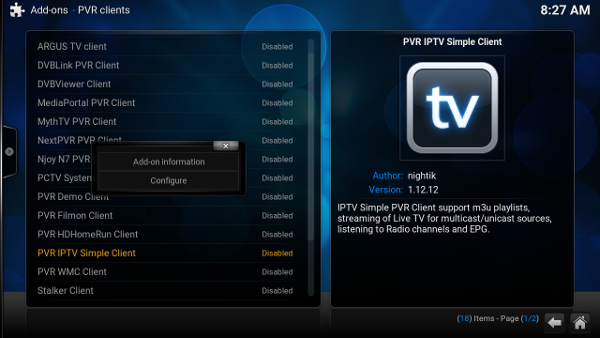 Add-ons - PVR clients
8:27 AM
ARGUS TV client Disabled
DVBLink PVR Client Disabled
DVBViewer Client Disabled
MediaPortal PVR Client Disabled
MythTV PVR Client Disabled
NextPVR PVR Client Disabled
Njoy N7 PVR Disabled
PCTV System Disabled
PVR Demo Client Disabled
PVR Filmon Client Disabled
PVR HDHomeRun Client Disabled
PVR IPTV Simple Client Disabled
PVR WMC Client Disabled
Stalker Client Disabled
Add-on information
Configure
PVR IPTV Simple Client
tv
Author: nightik
Version: 1.12.12
IPTV Simple PVR Client support m3u playlists,
streaming of Live TV for multicast/unicast sources,
listening to Radio channels and EPG.
(18) Items - Page (1/2)